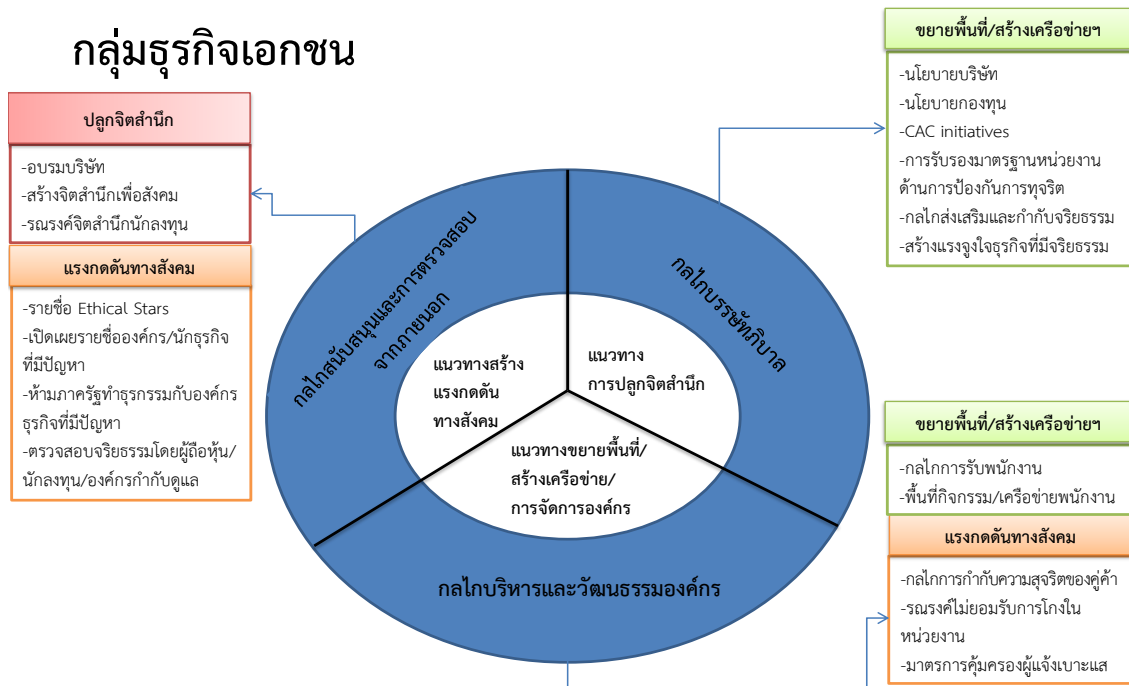 กลุ่มธุรกิจเอกชน
ปลูกจิตสำนึก
-อบรมบริษัท
-สร้างจิตสำนึกเพื่อสังคม
-รณรงค์จิตสำนึกนักลงทุน
แรงกดดันทางสังคม
-รายชื่อ Ethical Stars
-เปิดเผยรายชื่อองค์กร/นักธุรกิจ
ที่มีปัญหา
-ห้ามภาครัฐทำธุรกรรมกับองค์กร
ธุรกิจที่มีปัญหา
-ตรวจสอบจริยธรรมโดยผู้ถือหุ้น/
นักลงทุน/องค์กรกำกับดูแล
กลไกสนับสนุนและการตรวจสอบ
จากภายนอก
กลไกบรรษัทภิบาล
แนวทางสร้าง
แรงกดดัน
ทางสังคม
แนวทาง
การปลูกจิตสำนึก
แนวทางขยายพื้นที่/
สร้างเครือข่าย/
การจัดการองค์กร
กลไกบริหารและวัฒนธรรมองค์กร
ขยายพื้นที่/สร้างเครือข่ายฯ
-นโยบายบริษัท
-นโยบายกองทุน
-CAC initiatives
-การรับรองมาตรฐานหน่วยงาน
ด้านการป้องกันการทุจริต
-กลไกส่งเสริมและกำกับจริยธรรม
-สร้างแรงจูงใจธุรกิจที่มีจริยธรรม
ขยายพื้นที่/สร้างเครือข่ายฯ
-กลไกการรับพนักงาน
-พื้นที่กิจกรรม/เครือข่ายพนักงาน
แรงกดดันทางสังคม
-กลไกการกำกับความสุจริตของคู่ค้า
-รณรงค์ไม่ยอมรับการโกงใน
หน่วยงาน
-มาตรการคุ้มครองผู้แจ้งเบาะแส